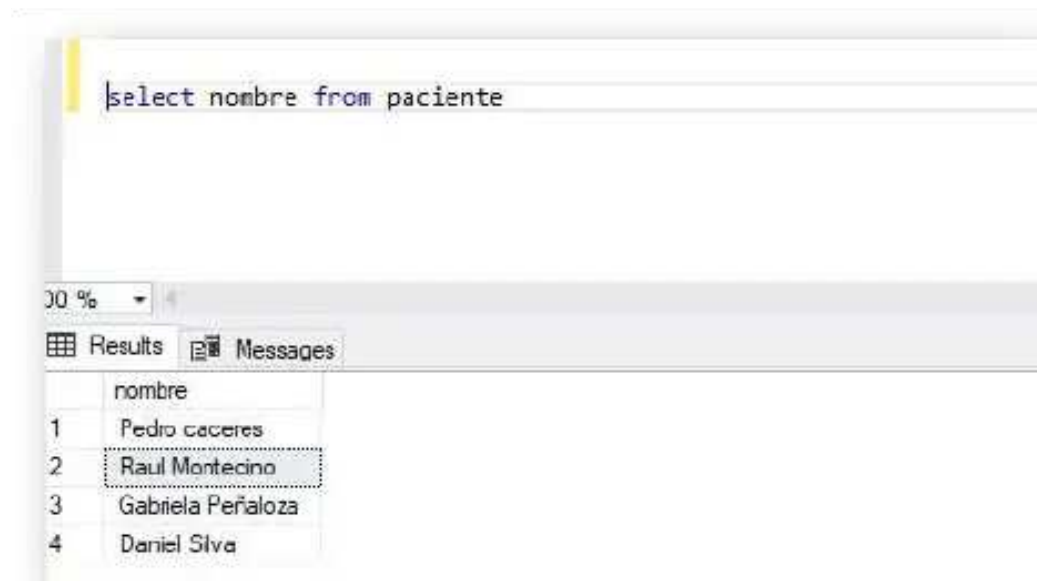 select nombre from paciente
00 %
Results Messages
nombre
1 Pedro caceres
2 Raul Montecino
3 Gabriela Peñaloza
4 Daniel Silva